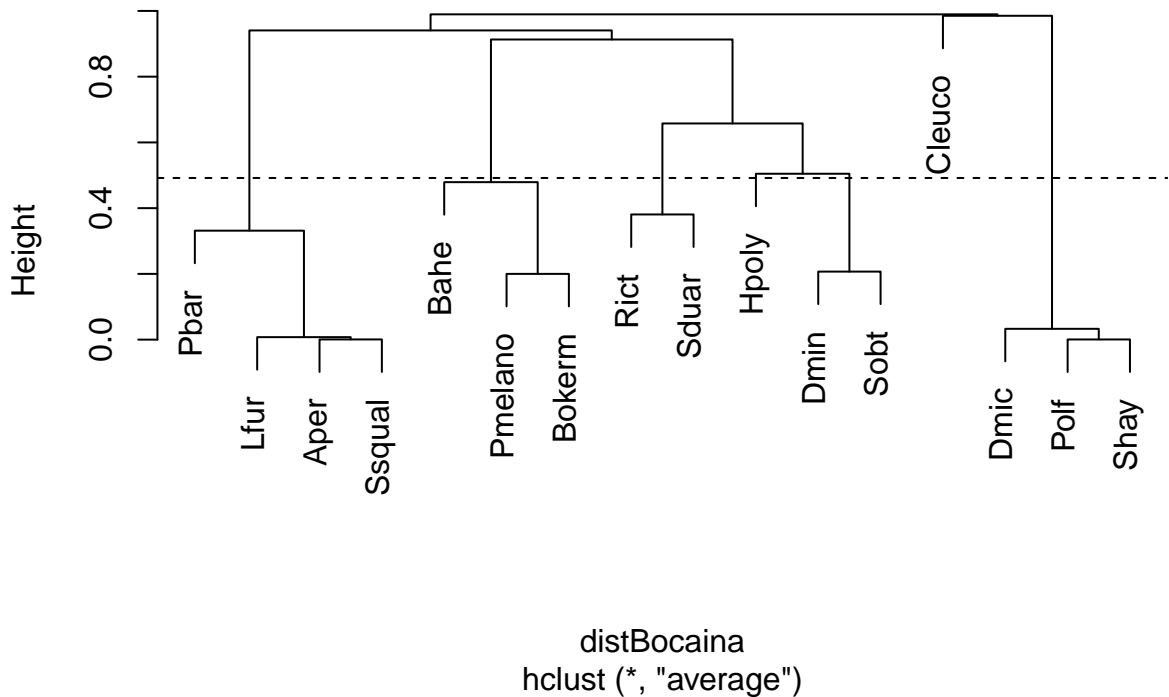 Height
0.8
0.4
0.0
Pbar
Lfur
Aper
Ssqual
Bahe
Pmelano
Bokerm
Rict
Sduar
Hpoly
Dmin
Sobt
Cleuco
Dmic
Polf
Shay
distBocaina
hclust (*, "average")